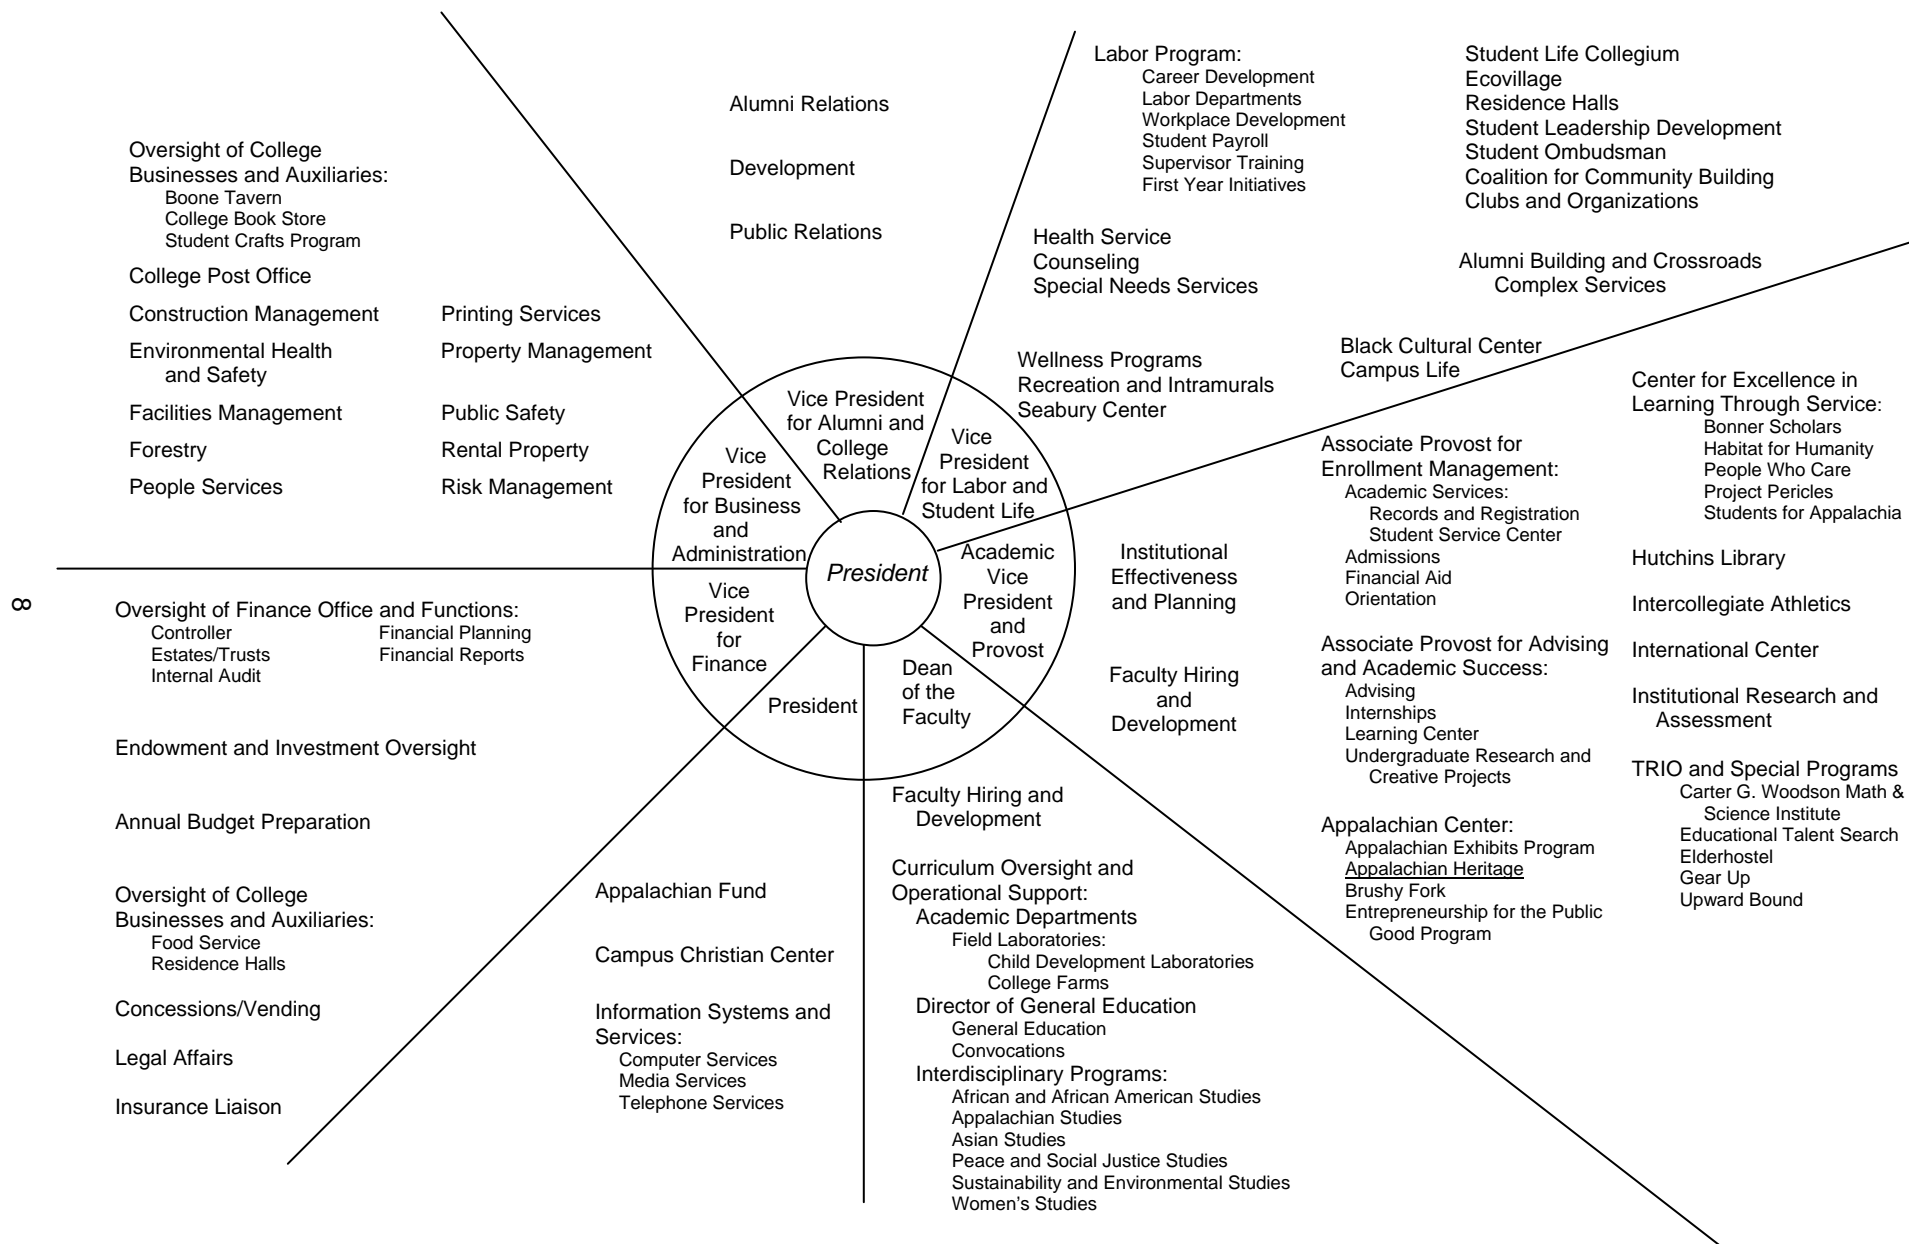 Alumni Relations
Development
Public Relations
Labor Program:
Career Development
Labor Departments
Workplace Development
Student Payroll
Supervisor Training
First Year Initiatives
Student Life Collegium
Ecovillage
Residence Halls
Student Leadership Development
Student Ombudsman
Coalition for Community Building
Clubs and Organizations
Health Service
Counseling
Special Needs Services
Alumni Building and Crossroads
Complex Services
Wellness Programs
Recreation and Intramurals
Seabury Center
Black Cultural Center
Campus Life
Oversight of College
Businesses and Auxiliaries:
Boone Tavern
College Book Store
Student Crafts Program
College Post Office
Construction Management
Environmental Health
and Safety
Facilities Management
Forestry
People Services
Printing Services
Property Management
Public Safety
Rental Property
Risk Management
Vice President
for Alumni and
College
Relations
Vice
President
for Labor and
Student Life
Vice
President
for Business
and
Administration
President
Academic
Vice
President
and
Provost
Vice
President
for
Finance
President
Dean
of the
Faculty
Institutional
Effectiveness
and Planning
Faculty Hiring
and
Development
Associate Provost for
Enrollment Management:
Academic Services:
Records and Registration
Student Service Center
Admissions
Financial Aid
Orientation
Associate Provost for Advising
and Academic Success:
Advising
Internships
Learning Center
Undergraduate Research and
Creative Projects
Appalachian Center:
Appalachian Exhibits Program
Appalachian Heritage
Brushy Fork
Entrepreneurship for the Public
Good Program
Center for Excellence in
Learning Through Service:
Bonner Scholars
Habitat for Humanity
People Who Care
Project Pericles
Students for Appalachia
Hutchins Library
Intercollegiate Athletics
International Center
Institutional Research and
Assessment
TRIO and Special Programs
Carter G. Woodson Math &
Science Institute
Educational Talent Search
Elderhostel
Gear Up
Upward Bound
8
Oversight of Finance Office and Functions:
Controller
Estates/Trusts
Internal Audit
Financial Planning
Financial Reports
Endowment and Investment Oversight
Annual Budget Preparation
Oversight of College
Businesses and Auxiliaries:
Food Service
Residence Halls
Concessions/Vending
Legal Affairs
Insurance Liaison
Appalachian Fund
Campus Christian Center
Information Systems and
Services:
Computer Services
Media Services
Telephone Services
Faculty Hiring and
Development
Curriculum Oversight and
Operational Support:
Academic Departments
Field Laboratories:
Child Development Laboratories
College Farms
Director of General Education
General Education
Convocations
Interdisciplinary Programs:
African and African American Studies
Appalachian Studies
Asian Studies
Peace and Social Justice Studies
Sustainability and Environmental Studies
Women's Studies